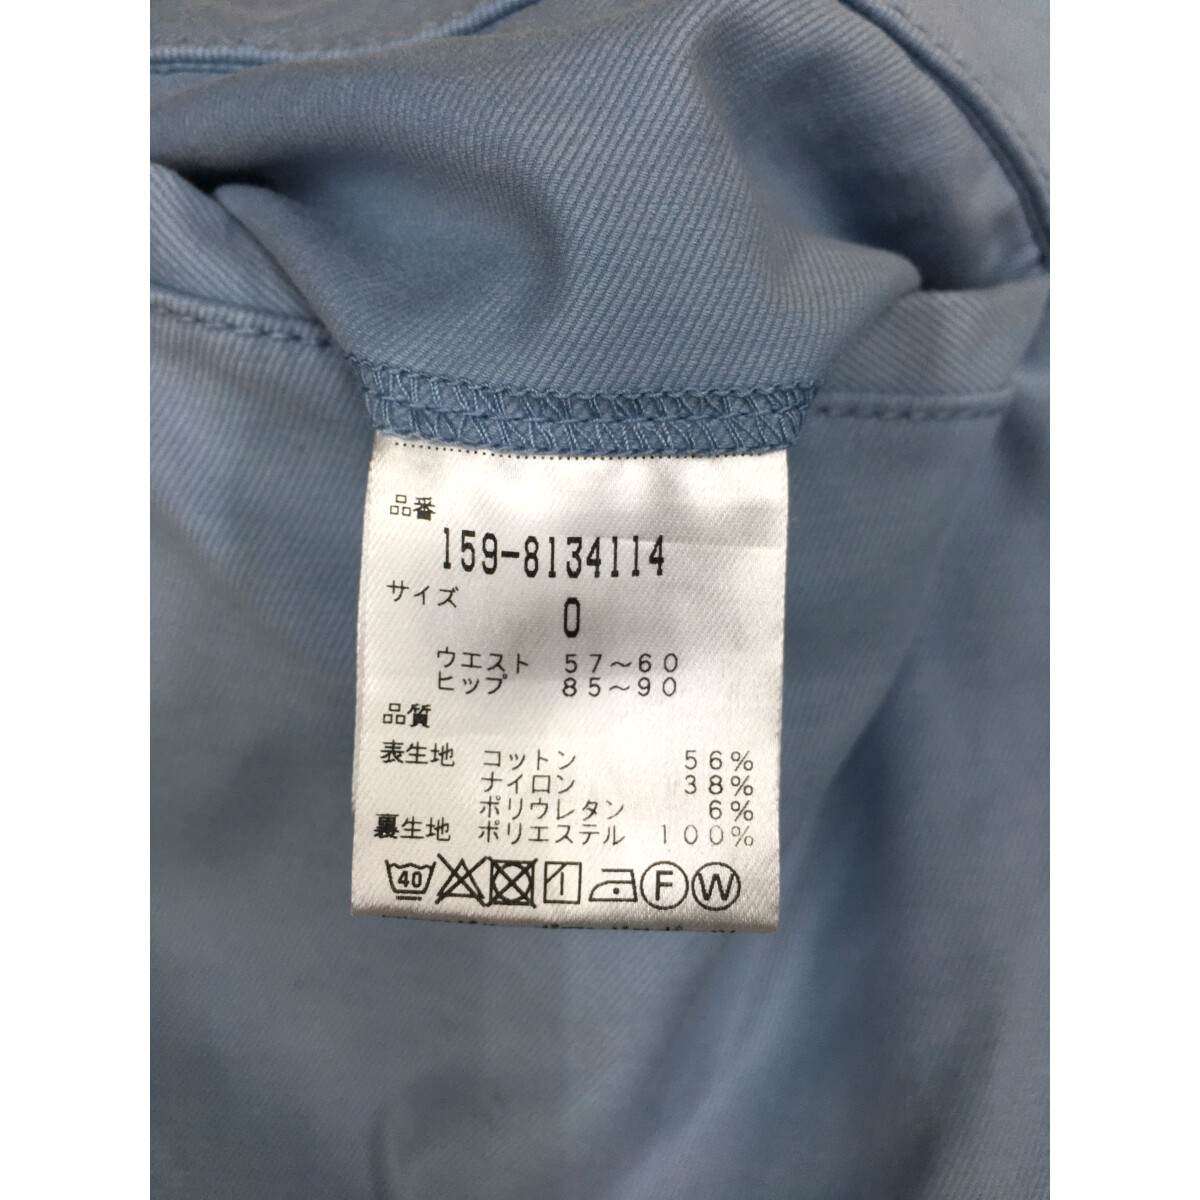 品番
159-8134114
サイズ
0
ウエスト 57～60
ヒップ 85～90
品質
表生地 コットン 56%
ナイロン 38%
ポリウレタン 6%
裏生地 ポリエステル 100%
40 F W